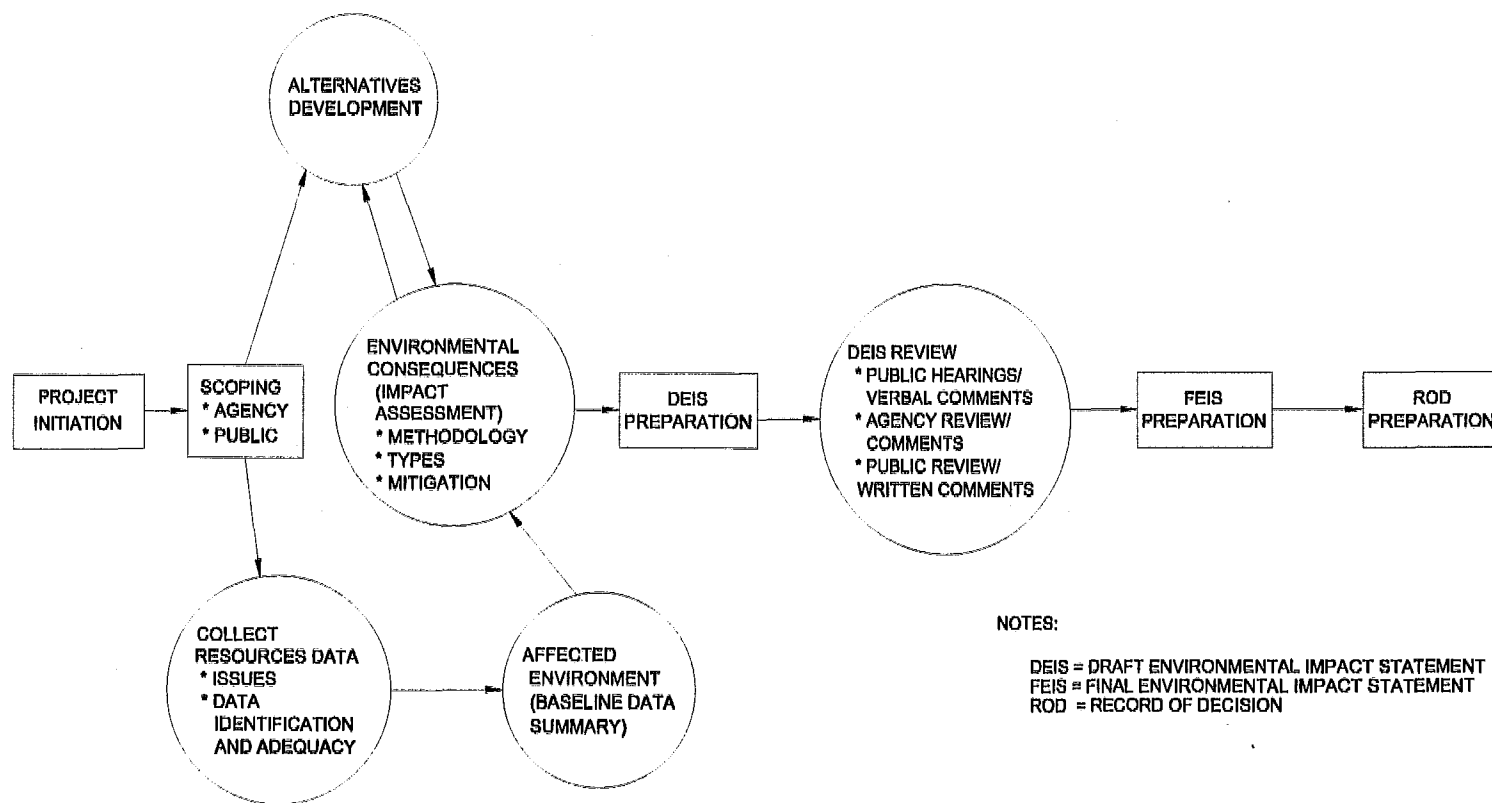 ALTERNATIVES
DEVELOPMENT
PROJECT
INITIATION
SCOPING
* AGENCY
* PUBLIC
ENVIRONMENTAL
CONSEQUENCES
(IMPACT
ASSESSMENT)
* METHODOLOGY
* TYPES
* MITIGATION
DEIS
PREPARATION
DEIS REVIEW
* PUBLIC HEARINGS/
VERBAL COMMENTS
* AGENCY REVIEW/
COMMENTS
* PUBLIC REVIEW/
WRITTEN COMMENTS
FEIS
PREPARATION
ROD
PREPARATION
COLLECT
RESOURCES DATA
* ISSUES
* DATA
IDENTIFICATION
AND ADEQUACY
AFFECTED
ENVIRONMENT
(BASELINE DATA
SUMMARY)
NOTES:
DEIS = DRAFT ENVIRONMENTAL IMPACT STATEMENT
FEIS = FINAL ENVIRONMENTAL IMPACT STATEMENT
ROD = RECORD OF DECISION